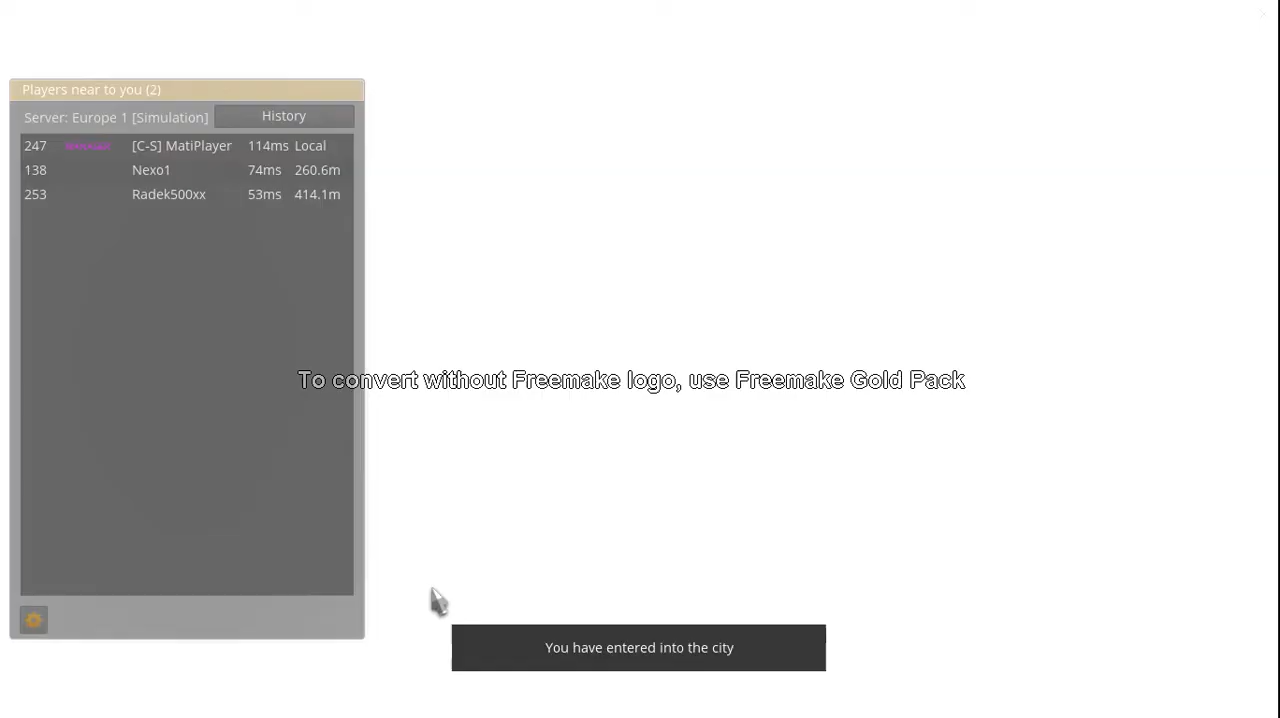 Players near to you (2)
Server: Europe 1 [Simulation] History
247 [C-S] MatiPlayer 114ms Local
138 Nexo1 74ms 260.6m
253 Radek500xx 53ms 414.1m
To convert without Freemake logo, use Freemake Gold Pack
You have entered into the city